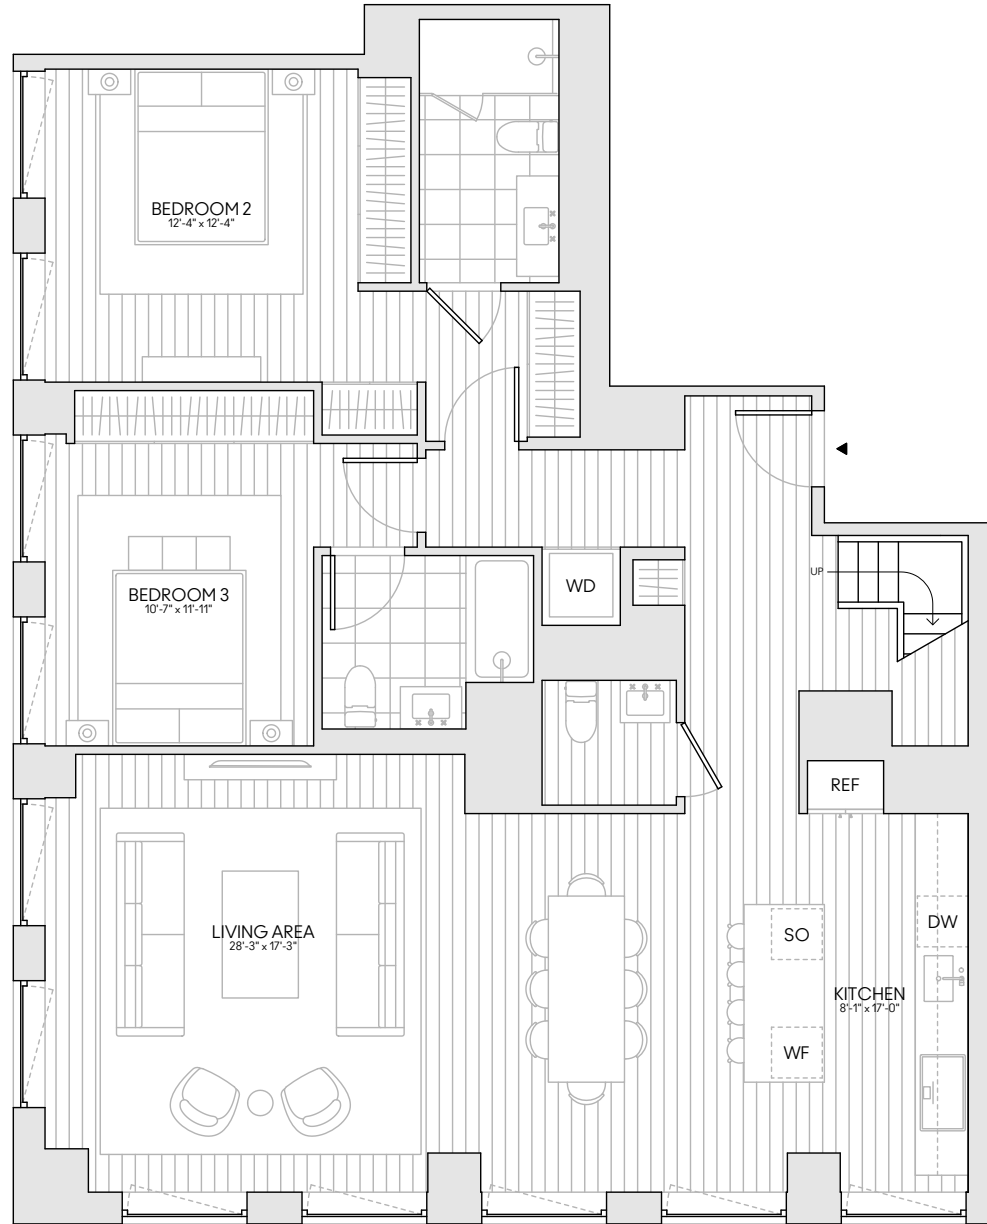 BEDROOM 2
12'-4" x 12'-4"
WD
UP
BEDROOM 3
10'-7" x 11'-11"
REF
LIVING AREA
28'-3" x 17'-3"
SO
DW
KITCHEN
8'-1" x 17'-0"
WF